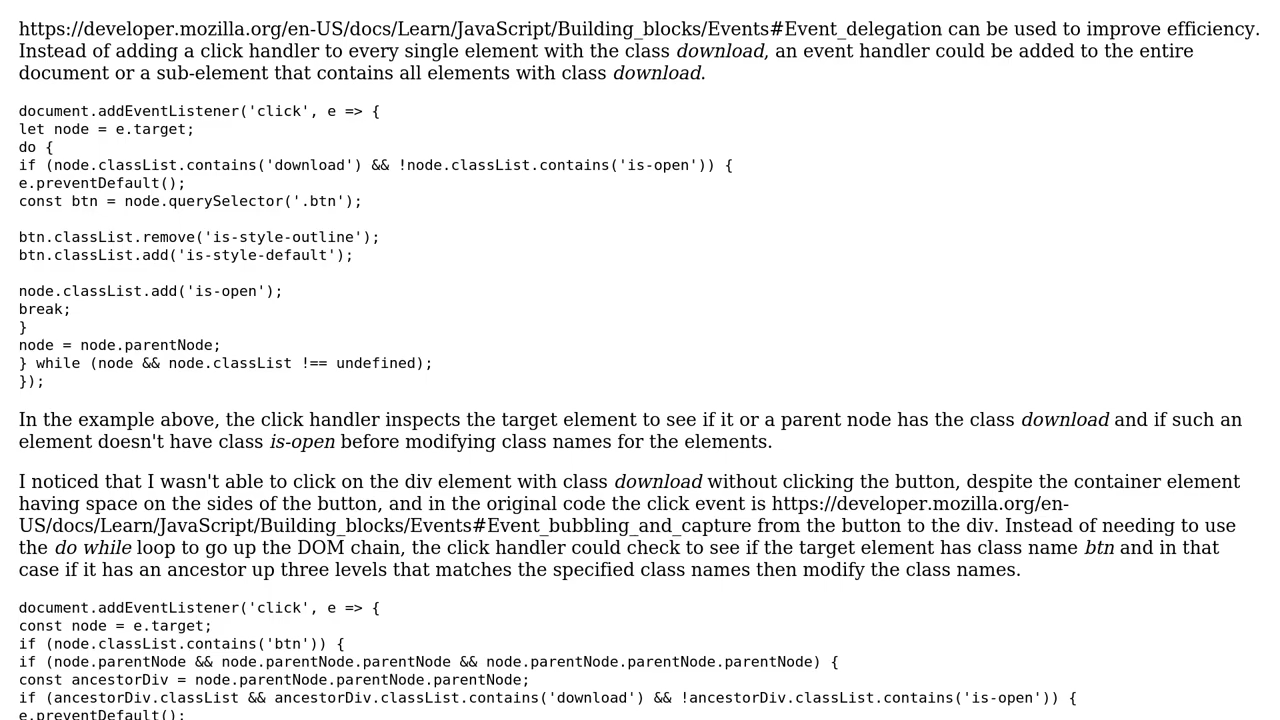 https://developer.mozilla.org/en-US/docs/Learn/JavaScript/Building_blocks/Events#Event_delegation can be used to improve efficiency.
Instead of adding a click handler to every single element with the class download, an event handler could be added to the entire
document or a sub-element that contains all elements with class download.
document.addEventListener('click', e => {
let node = e.target;
do {
if (node.classList.contains('download') && !node.classList.contains('is-open')) {
e.preventDefault();
const btn = node.querySelector('.btn');
btn.classList.remove('is-style-outline');
btn.classList.add('is-style-default');
node.classList.add('is-open');
break;
}
node = node.parentNode;
} while (node && node.classList !== undefined);
});
In the example above, the click handler inspects the target element to see if it or a parent node has the class download and if such an
element doesn't have class is-open before modifying class names for the elements.
I noticed that I wasn't able to click on the div element with class download without clicking the button, despite the container element
having space on the sides of the button, and in the original code the click event is https://developer.mozilla.org/en-
US/docs/Learn/JavaScript/Building_blocks/Events#Event_bubbling_and_capture from the button to the div. Instead of needing to use
the do while loop to go up the DOM chain, the click handler could check to see if the target element has class name btn and in that
case if it has an ancestor up three levels that matches the specified class names then modify the class names.
document.addEventListener('click', e => {
const node = e.target;
if (node.classList.contains('btn')) {
if (node.parentNode && node.parentNode.parentNode && node.parentNode.parentNode.parentNode) {
const ancestorDiv = node.parentNode.parentNode.parentNode;
if (ancestorDiv.classList && ancestorDiv.classList.contains('download') && !ancestorDiv.classList.contains('is-open')) {
e.preventDefault();